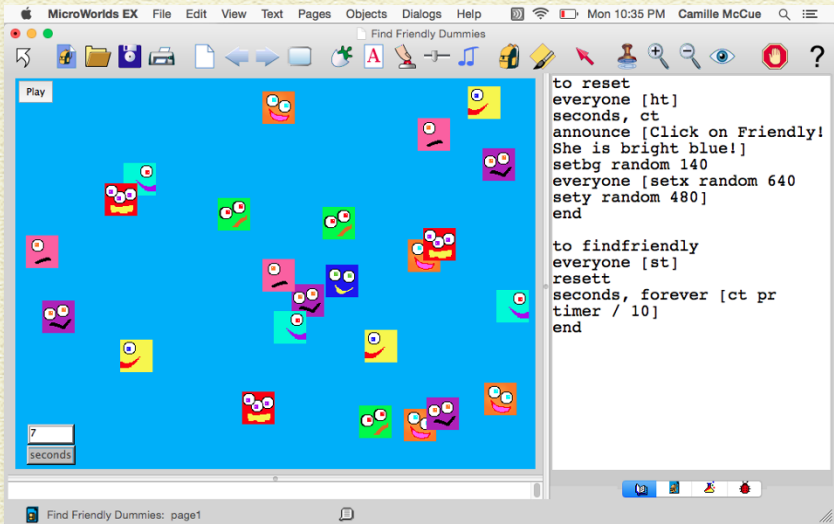 MicroWorlds EX File Edit View Text Pages Objects Dialogs Help Mon 10:35 PM Camille McCue
Find Friendly Dummies
A
?
Play
to reset
everyone [ht]
seconds, ct
announce [Click on Friendly!
She is bright blue!]
setbg random 140
everyone [setx random 640
sety random 480]
end
to findfriendly
everyone [st]
resett
seconds, forever [ct pr
timer / 10]
end
7
seconds
Find Friendly Dummies: page1